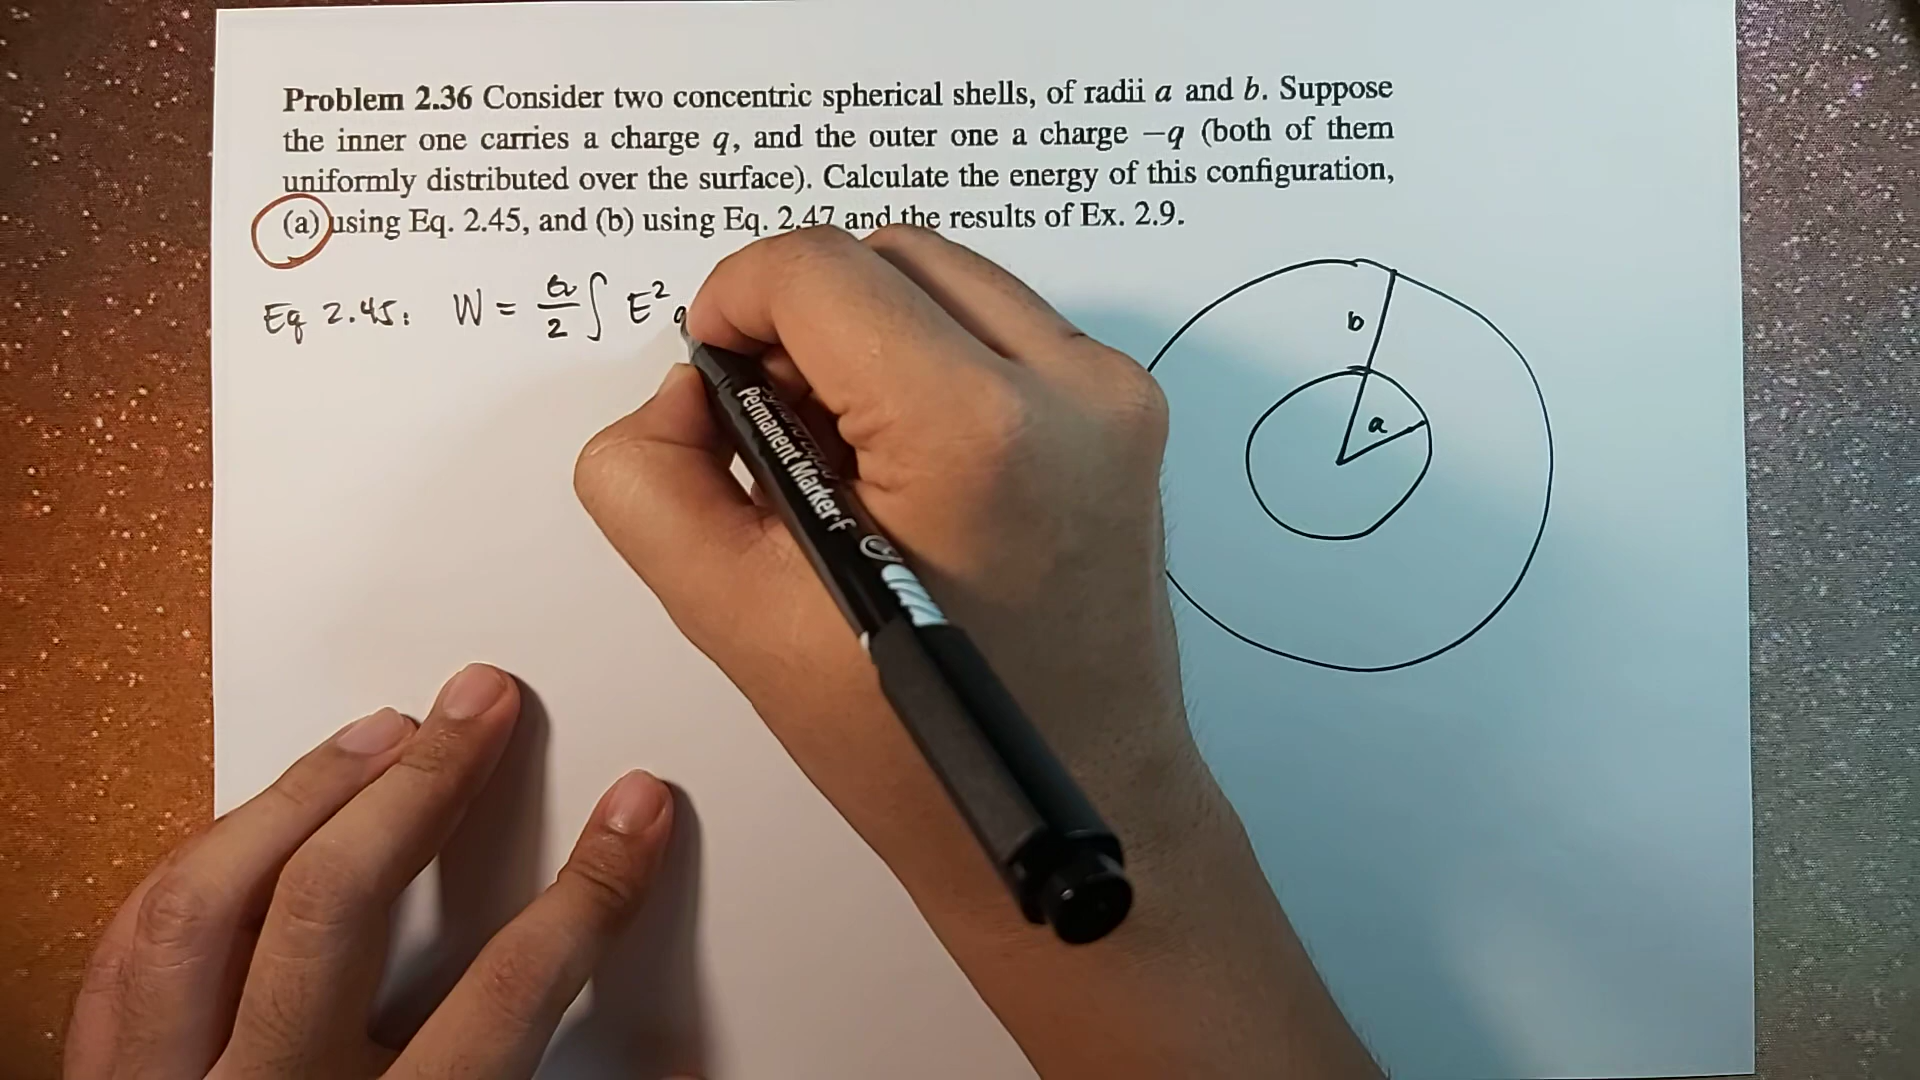 Problem 2.36 Consider two concentric spherical shells, of radii a and b. Suppose
the inner one carries a charge q, and the outer one a charge −q (both of them
uniformly distributed over the surface). Calculate the energy of this configuration,
(a) using Eq. 2.45, and (b) using Eq. 2.47 and the results of Ex. 2.9.
Eq 2.45: W = ε₀/2 ∫ E²
b
a
Permanent Marker-F